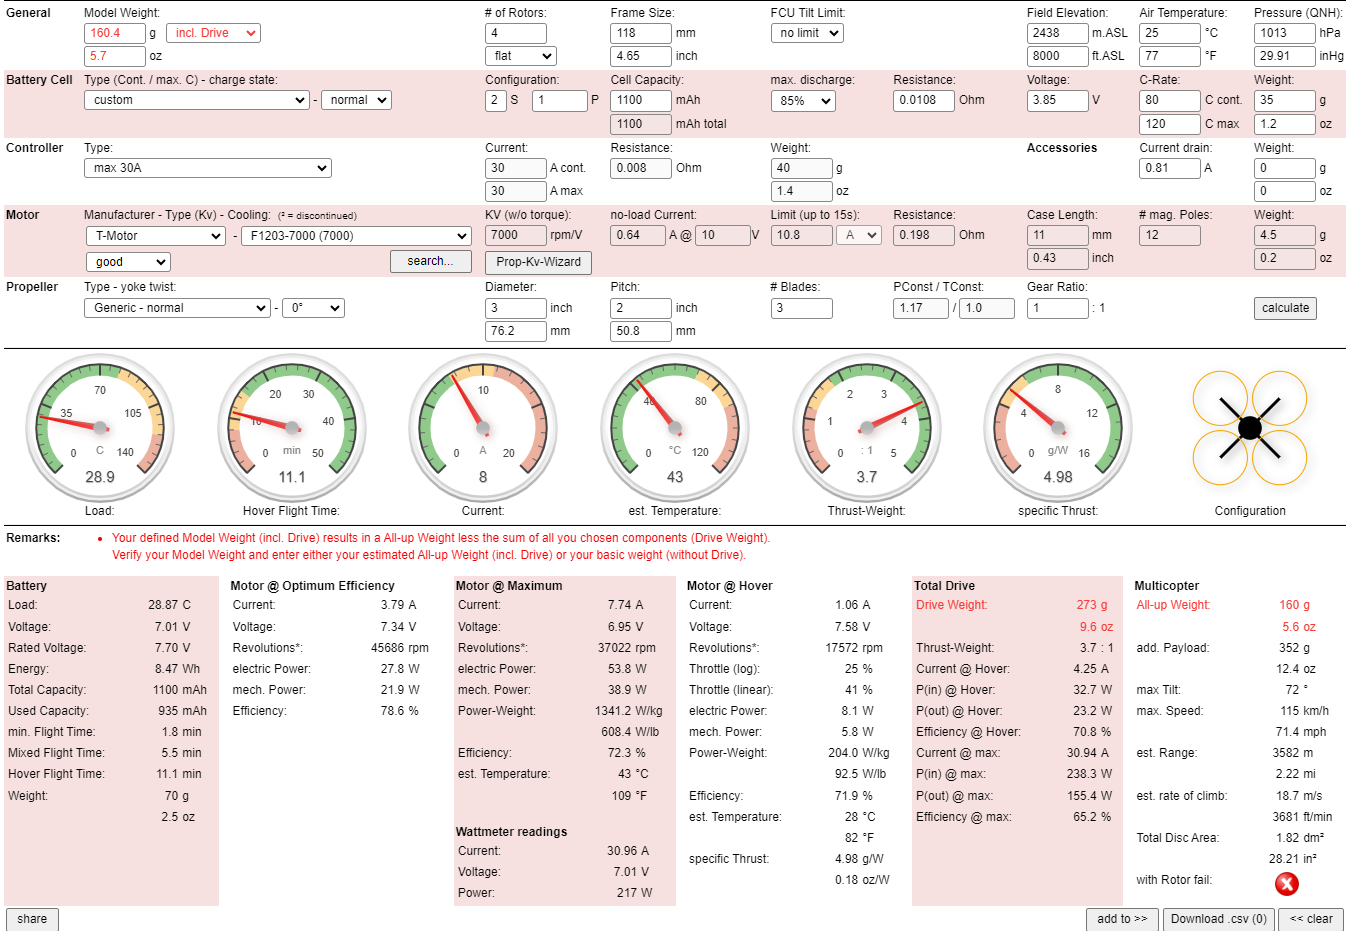 General Model Weight: # of Rotors: Frame Size: FCU Tilt Limit: Field Elevation: Air Temperature: Pressure (QNH):
160.4 g incl. Drive 4 118 mm no limit 2438 m.ASL 25 °C 1013 hPa
5.7 oz flat 4.65 inch 8000 ft.ASL 77 °F 29.91 inHg
Battery Cell Type (Cont. / max. C) - charge state: Configuration: Cell Capacity: max. discharge: Resistance: Voltage: C-Rate: Weight:
custom - normal 2 S 1 P 1100 mAh 85% 0.0108 Ohm 3.85 V 80 C cont. 35 g
1100 mAh total 120 C max 1.2 oz
Controller Type: Current: Resistance: Weight: Accessories Current drain: Weight:
max 30A 30 A cont. 0.008 Ohm 40 g 0.81 A 0 g
30 A max 1.4 oz 0 oz
Motor Manufacturer - Type (Kv) - Cooling: (² = discontinued) KV (w/o torque): no-load Current: Limit (up to 15s): Resistance: Case Length: # mag. Poles: Weight:
T-Motor - F1203-7000 (7000) 7000 rpm/V 0.64 A @ 10 V 10.8 A 0.198 Ohm 11 mm 12 4.5 g
good search... Prop-Kv-Wizard 0.43 inch 0.2 oz
Propeller Type - yoke twist: Diameter: Pitch: # Blades: PConst / TConst: Gear Ratio:
Generic - normal - 0° 3 inch 2 inch 3 1.17 / 1.0 1 : 1 calculate
76.2 mm 50.8 mm
0 35 70 105 140 C 28.9
0 10 20 30 40 50 min 11.1
0 10 20 A 8
0 40 80 120 °C 43
0 1 2 3 4 5 : 1 3.7
0 4 8 12 16 g/W 4.98
Load: Hover Flight Time: Current: est. Temperature: Thrust-Weight: specific Thrust: Configuration
Remarks: • Your defined Model Weight (incl. Drive) results in a All-up Weight less the sum of all you chosen components (Drive Weight).
Verify your Model Weight and enter either your estimated All-up Weight (incl. Drive) or your basic weight (without Drive).
Battery
Load: 28.87 C
Voltage: 7.01 V
Rated Voltage: 7.70 V
Energy: 8.47 Wh
Total Capacity: 1100 mAh
Used Capacity: 935 mAh
min. Flight Time: 1.8 min
Mixed Flight Time: 5.5 min
Hover Flight Time: 11.1 min
Weight: 70 g
2.5 oz
Motor @ Optimum Efficiency
Current: 3.79 A
Voltage: 7.34 V
Revolutions*: 45686 rpm
electric Power: 27.8 W
mech. Power: 21.9 W
Efficiency: 78.6 %
Motor @ Maximum
Current: 7.74 A
Voltage: 6.95 V
Revolutions*: 37022 rpm
electric Power: 53.8 W
mech. Power: 38.9 W
Power-Weight: 1341.2 W/kg
608.4 W/lb
Efficiency: 72.3 %
est. Temperature: 43 °C
109 °F
Wattmeter readings
Current: 30.96 A
Voltage: 7.01 V
Power: 217 W
Motor @ Hover
Current: 1.06 A
Voltage: 7.58 V
Revolutions*: 17572 rpm
Throttle (log): 25 %
Throttle (linear): 41 %
electric Power: 8.1 W
mech. Power: 5.8 W
Power-Weight: 204.0 W/kg
92.5 W/lb
Efficiency: 71.9 %
est. Temperature: 28 °C
82 °F
specific Thrust: 4.98 g/W
0.18 oz/W
Total Drive
Drive Weight: 273 g
9.6 oz
Thrust-Weight: 3.7 : 1
Current @ Hover: 4.25 A
P(in) @ Hover: 32.7 W
P(out) @ Hover: 23.2 W
Efficiency @ Hover: 70.8 %
Current @ max: 30.94 A
P(in) @ max: 238.3 W
P(out) @ max: 155.4 W
Efficiency @ max: 65.2 %
Multicopter
All-up Weight: 160 g
5.6 oz
add. Payload: 352 g
12.4 oz
max Tilt: 72 °
max. Speed: 115 km/h
71.4 mph
est. Range: 3582 m
2.22 mi
est. rate of climb: 18.7 m/s
3681 ft/min
Total Disc Area: 1.82 dm²
28.21 in²
with Rotor fail:
share add to >> Download .csv (0) << clear